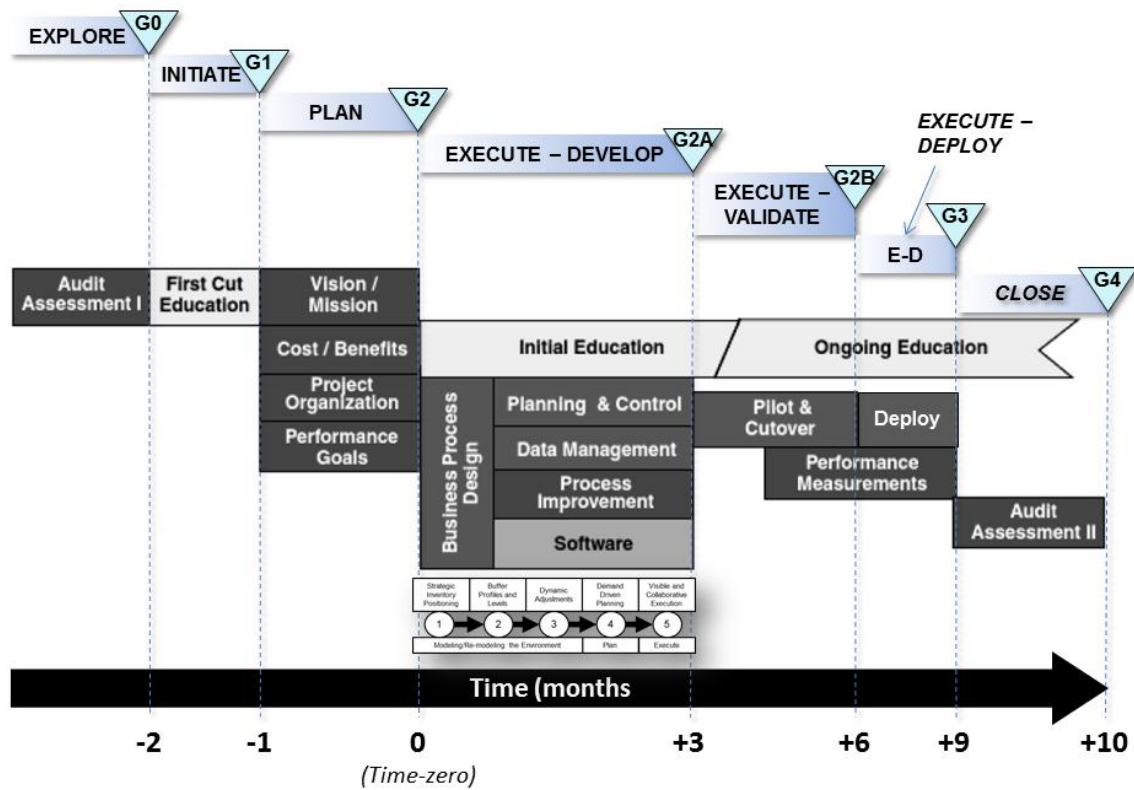 EXPLORE
G0
INITIATE
G1
PLAN
G2
EXECUTE – DEVELOP
G2A
EXECUTE –
VALIDATE
G2B
EXECUTE –
DEPLOY
E-D
G3
CLOSE
G4
Audit
Assessment I
First Cut
Education
Vision /
Mission
Cost / Benefits
Project
Organization
Performance
Goals
Initial Education
Ongoing Education
Business Process
Design
Planning & Control
Data Management
Process
Improvement
Software
Pilot &
Cutover
Deploy
Performance
Measurements
Audit
Assessment II
Strategic
Inventory
Positioning
Buffer
Profiles and
Levels
Dynamic
Adjustments
Demand
Driven
Planning
Visible and
Collaborative
Execution
1
2
3
4
5
Modeling/Re-modeling the Environment
Plan
Execute
Time (months
-2
-1
0
+3
+6
+9
+10
(Time-zero)